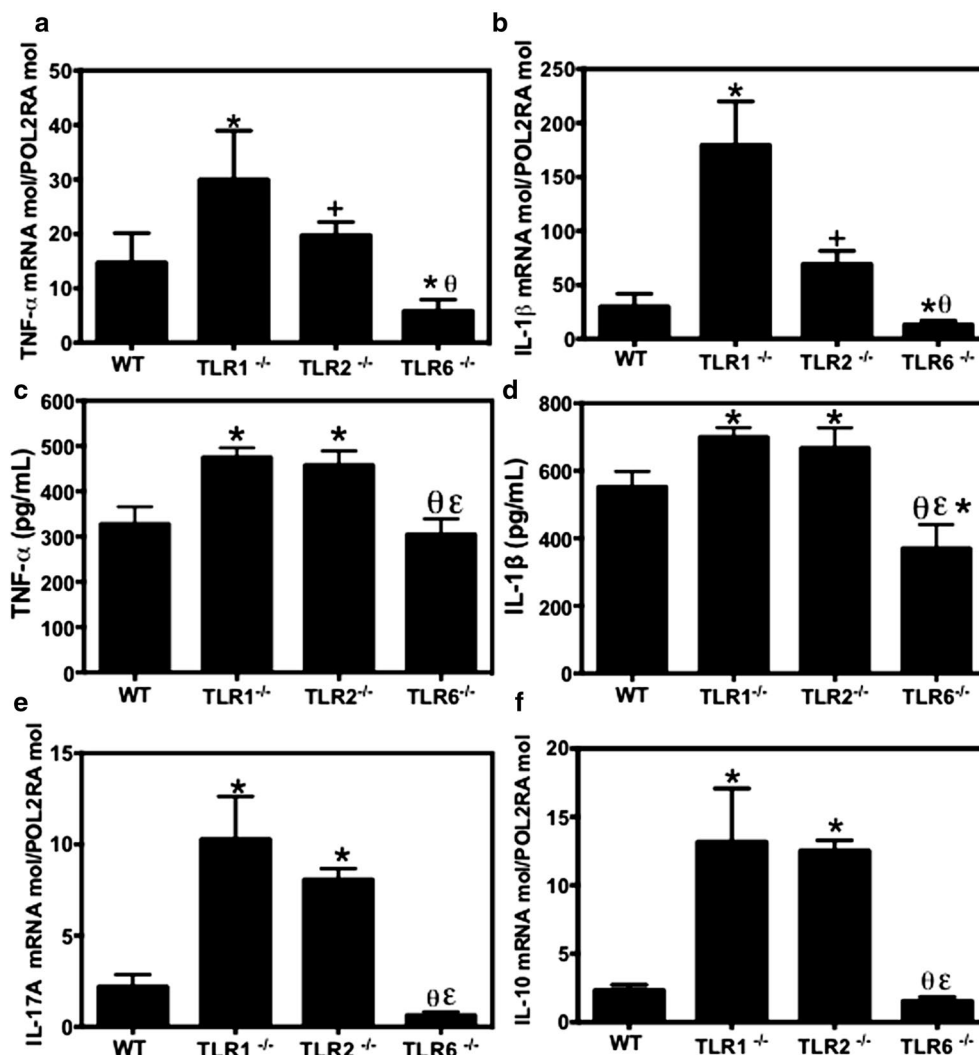 a
TNF-α mRNA mol/POL2RA mol
50
40
30
20
10
0
*
+
* θ
WT
TLR1 -/-
TLR2 -/-
TLR6 -/-
b
IL-1β mRNA mol/POL2RA mol
250
200
150
100
50
0
*
+
*θ
WT
TLR1 -/-
TLR2 -/-
TLR6 -/-
c
TNF-α (pg/mL)
600
500
400
300
200
100
0
*
*
θ ε
WT
TLR1 -/-
TLR2 -/-
TLR6 -/-
d
IL-1β (pg/mL)
800
600
400
200
0
*
*
θ ε *
WT
TLR1 -/-
TLR2 -/-
TLR6 -/-
e
IL-17A mRNA mol/POL2RA mol
15
10
5
0
*
*
θ ε
WT
TLR1 -/-
TLR2 -/-
TLR6 -/-
f
IL-10 mRNA mol/POL2RA mol
20
15
10
5
0
*
*
θ ε
WT
TLR1 -/-
TLR2 -/-
TLR6 -/-